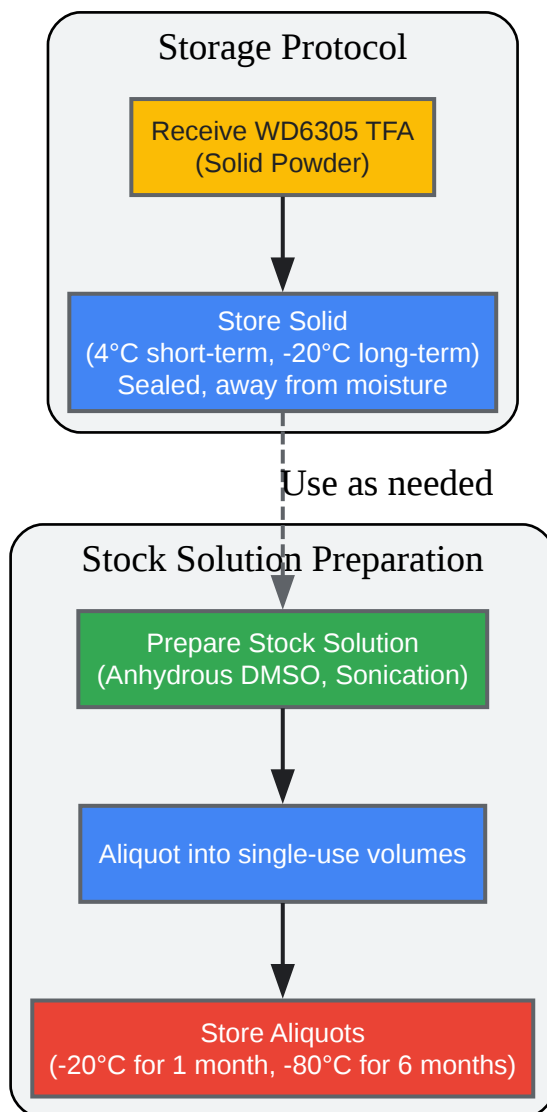 Storage Protocol
Receive WD6305 TFA
(Solid Powder)
Store Solid
(4°C short-term, -20°C long-term)
Sealed, away from moisture
Use as needed
Stock Solution Preparation
Prepare Stock Solution
(Anhydrous DMSO, Sonication)
Aliquot into single-use volumes
Store Aliquots
(-20°C for 1 month, -80°C for 6 months)